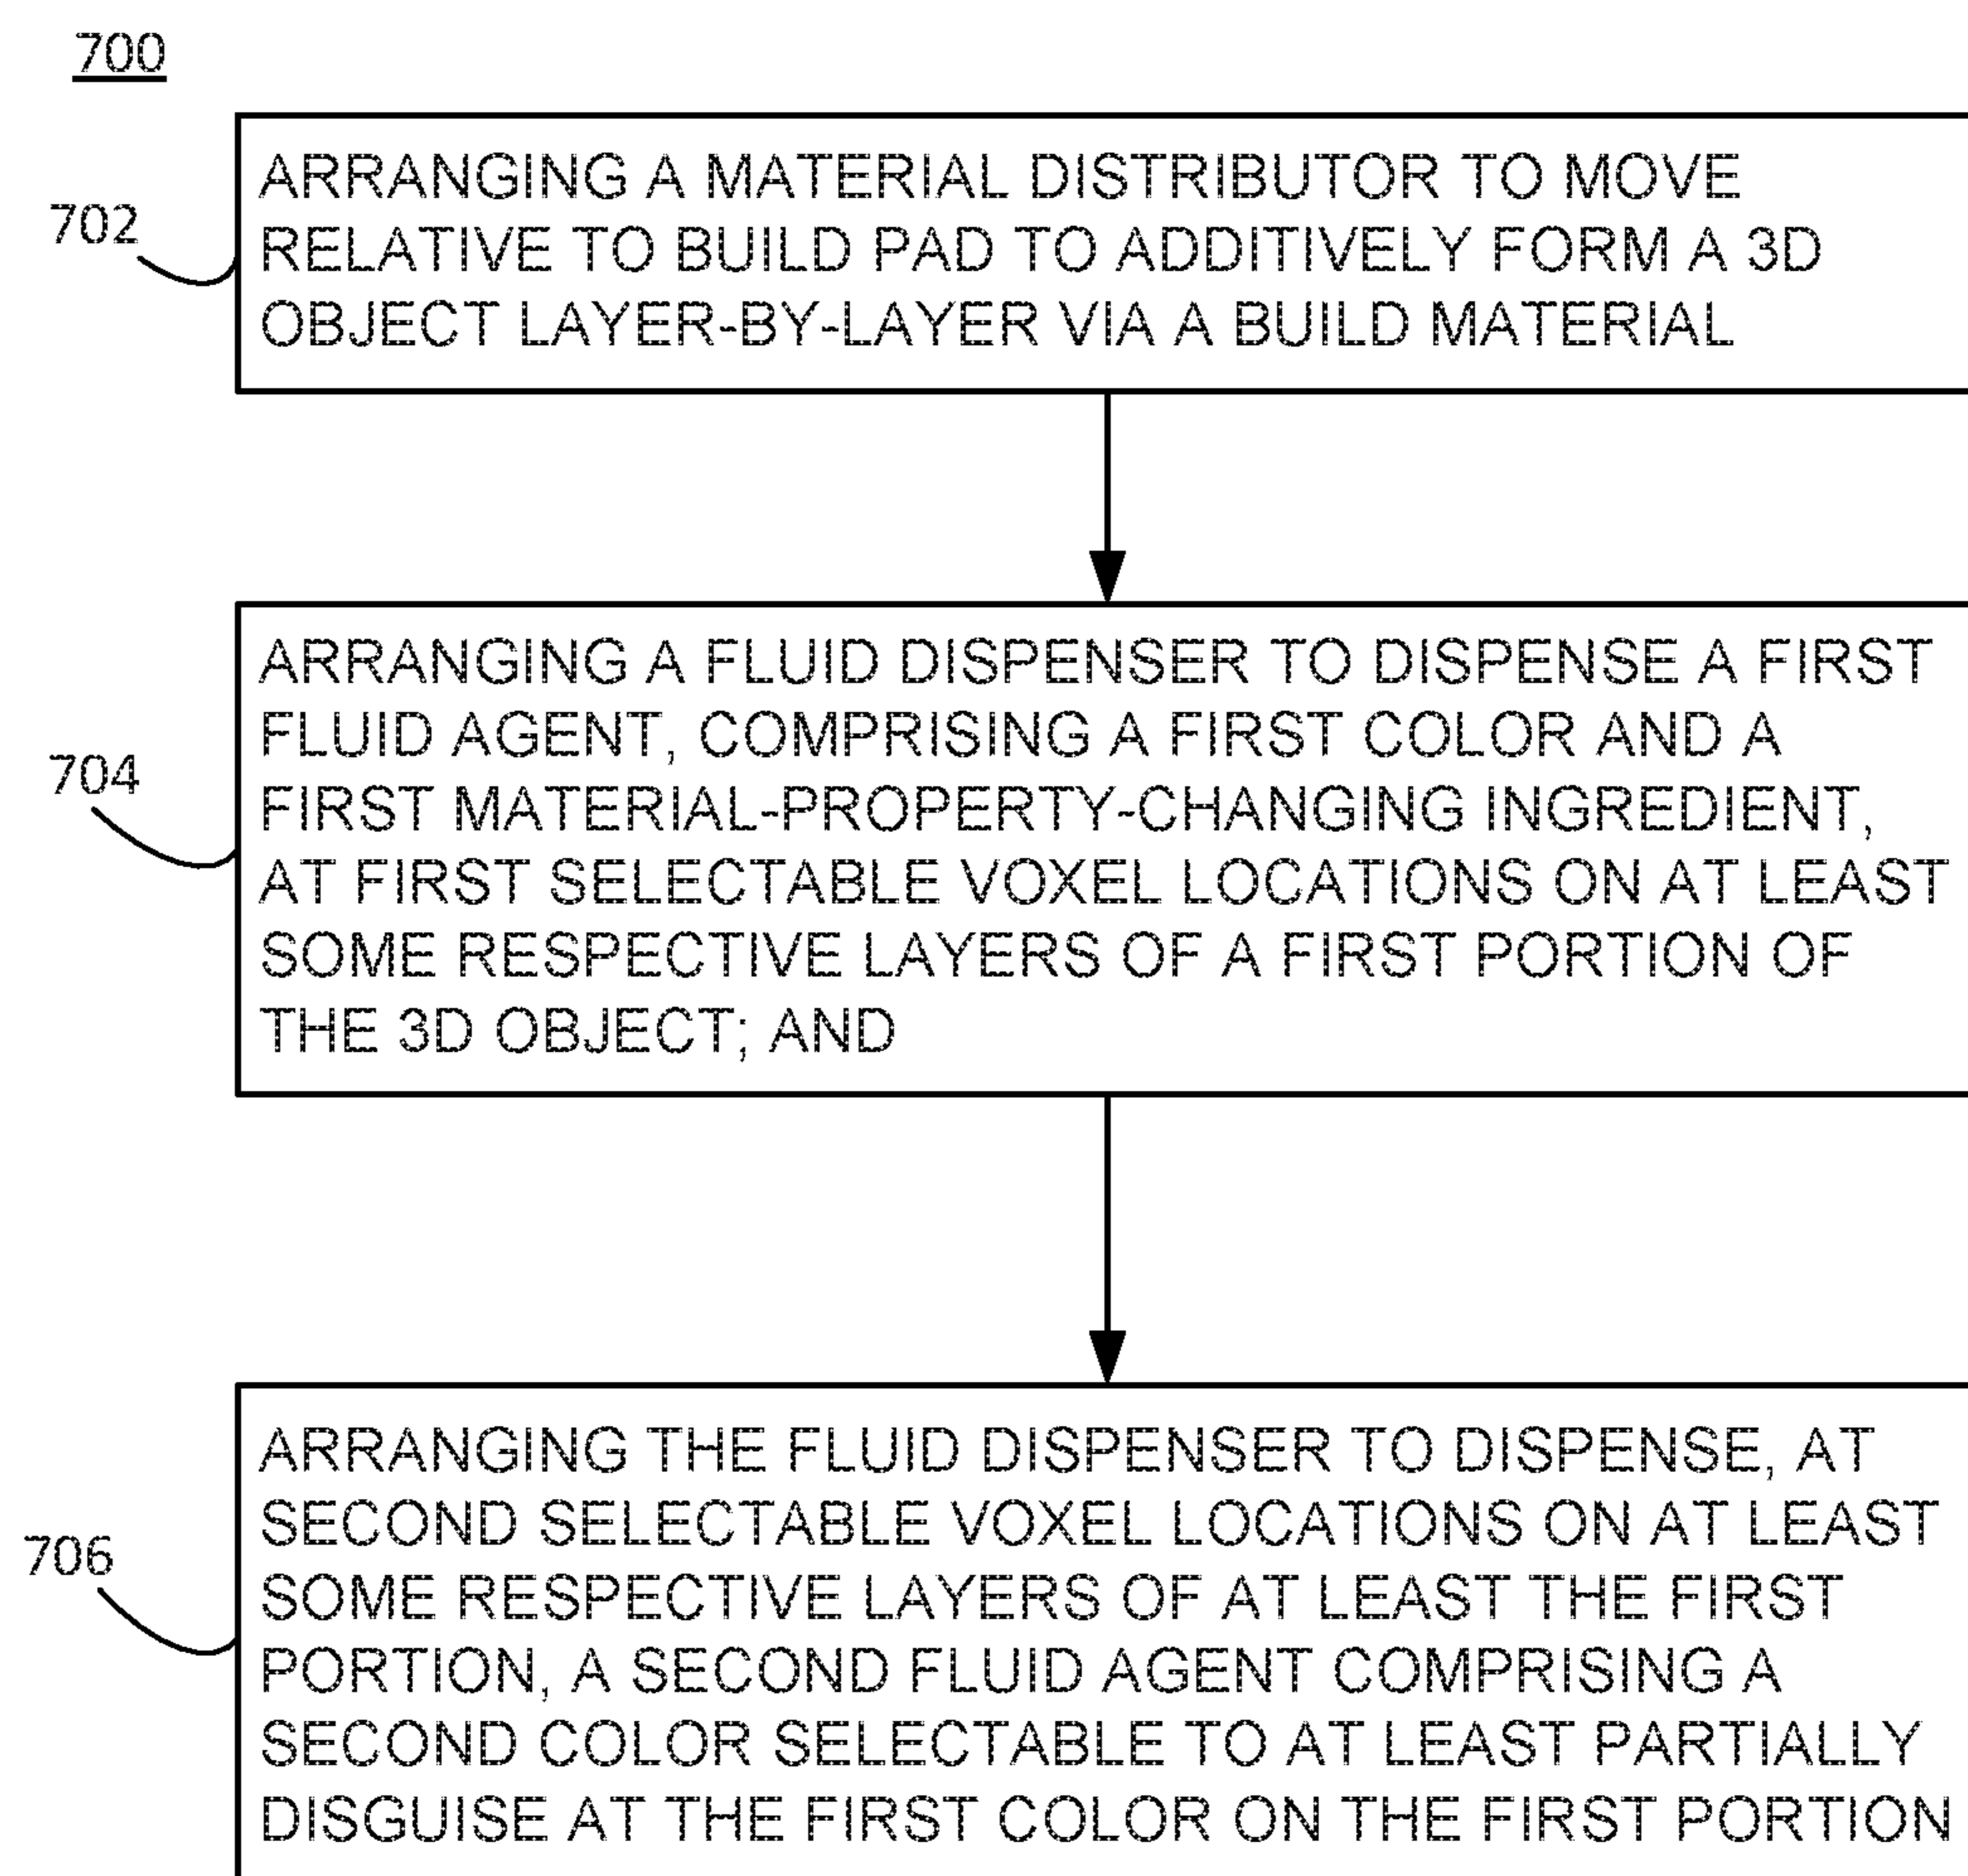 700
702
ARRANGING A MATERIAL DISTRIBUTOR TO MOVE
RELATIVE TO BUILD PAD TO ADDITIVELY FORM A 3D
OBJECT LAYER-BY-LAYER VIA A BUILD MATERIAL
704
ARRANGING A FLUID DISPENSER TO DISPENSE A FIRST
FLUID AGENT, COMPRISING A FIRST COLOR AND A
FIRST MATERIAL-PROPERTY-CHANGING INGREDIENT,
AT FIRST SELECTABLE VOXEL LOCATIONS ON AT LEAST
SOME RESPECTIVE LAYERS OF A FIRST PORTION OF
THE 3D OBJECT; AND
706
ARRANGING THE FLUID DISPENSER TO DISPENSE, AT
SECOND SELECTABLE VOXEL LOCATIONS ON AT LEAST
SOME RESPECTIVE LAYERS OF AT LEAST THE FIRST
PORTION, A SECOND FLUID AGENT COMPRISING A
SECOND COLOR SELECTABLE TO AT LEAST PARTIALLY
DISGUISE AT THE FIRST COLOR ON THE FIRST PORTION